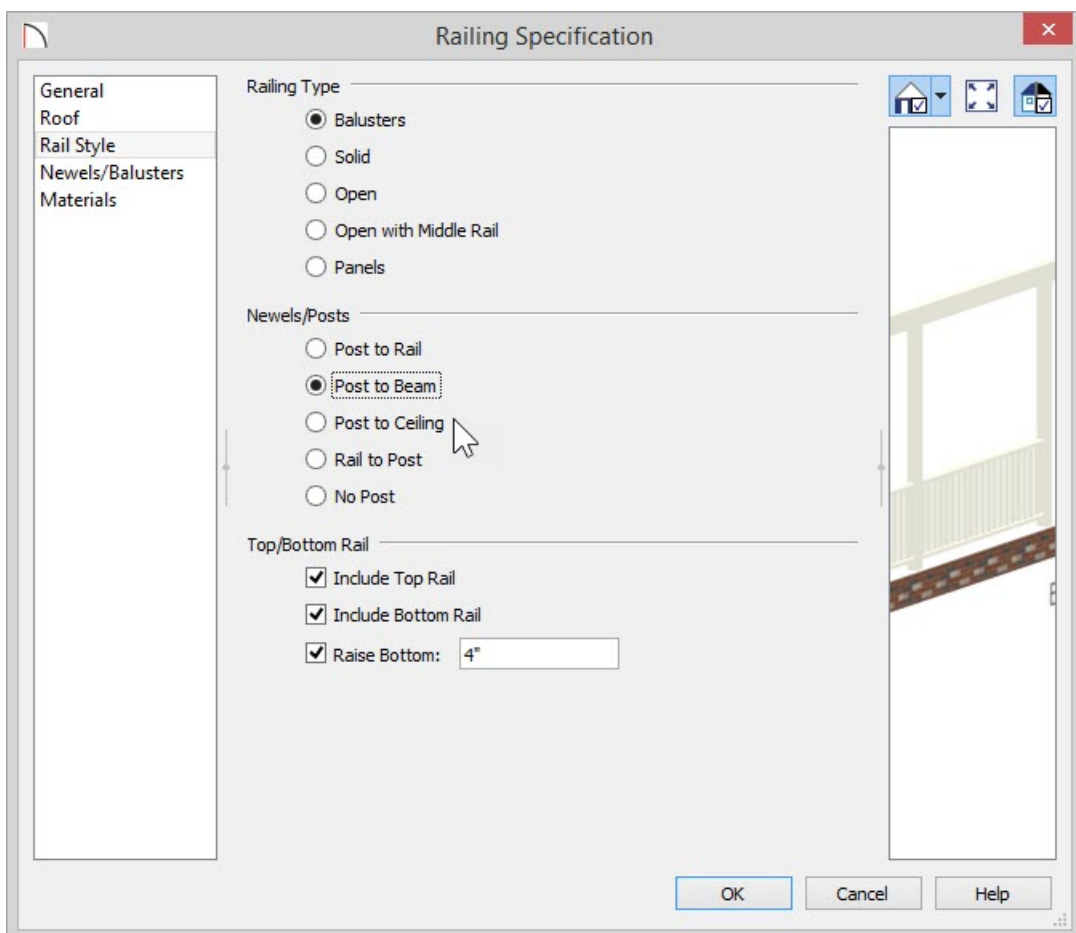 Railing Specification
General
Roof
Rail Style
Newels/Balusters
Materials
Railing Type
Balusters
Solid
Open
Open with Middle Rail
Panels
Newels/Posts
Post to Rail
Post to Beam
Post to Ceiling
Rail to Post
No Post
Top/Bottom Rail
Include Top Rail
Include Bottom Rail
Raise Bottom: 4"
OK Cancel Help